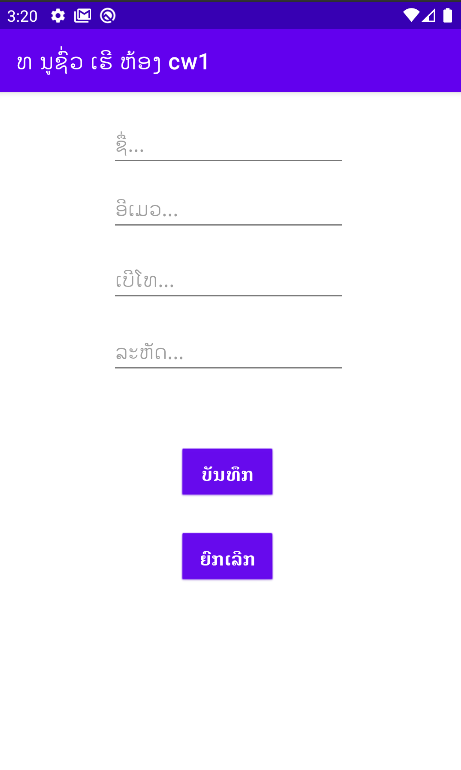 3:20
ທ ນູຊົ່ວ ເຮີ ຫ້ອງ cw1
ຊື່...
ອີເມວ...
ເບີໂທ...
ລະຫັດ...
ບັນທຶກ
ຍົກເລີກ